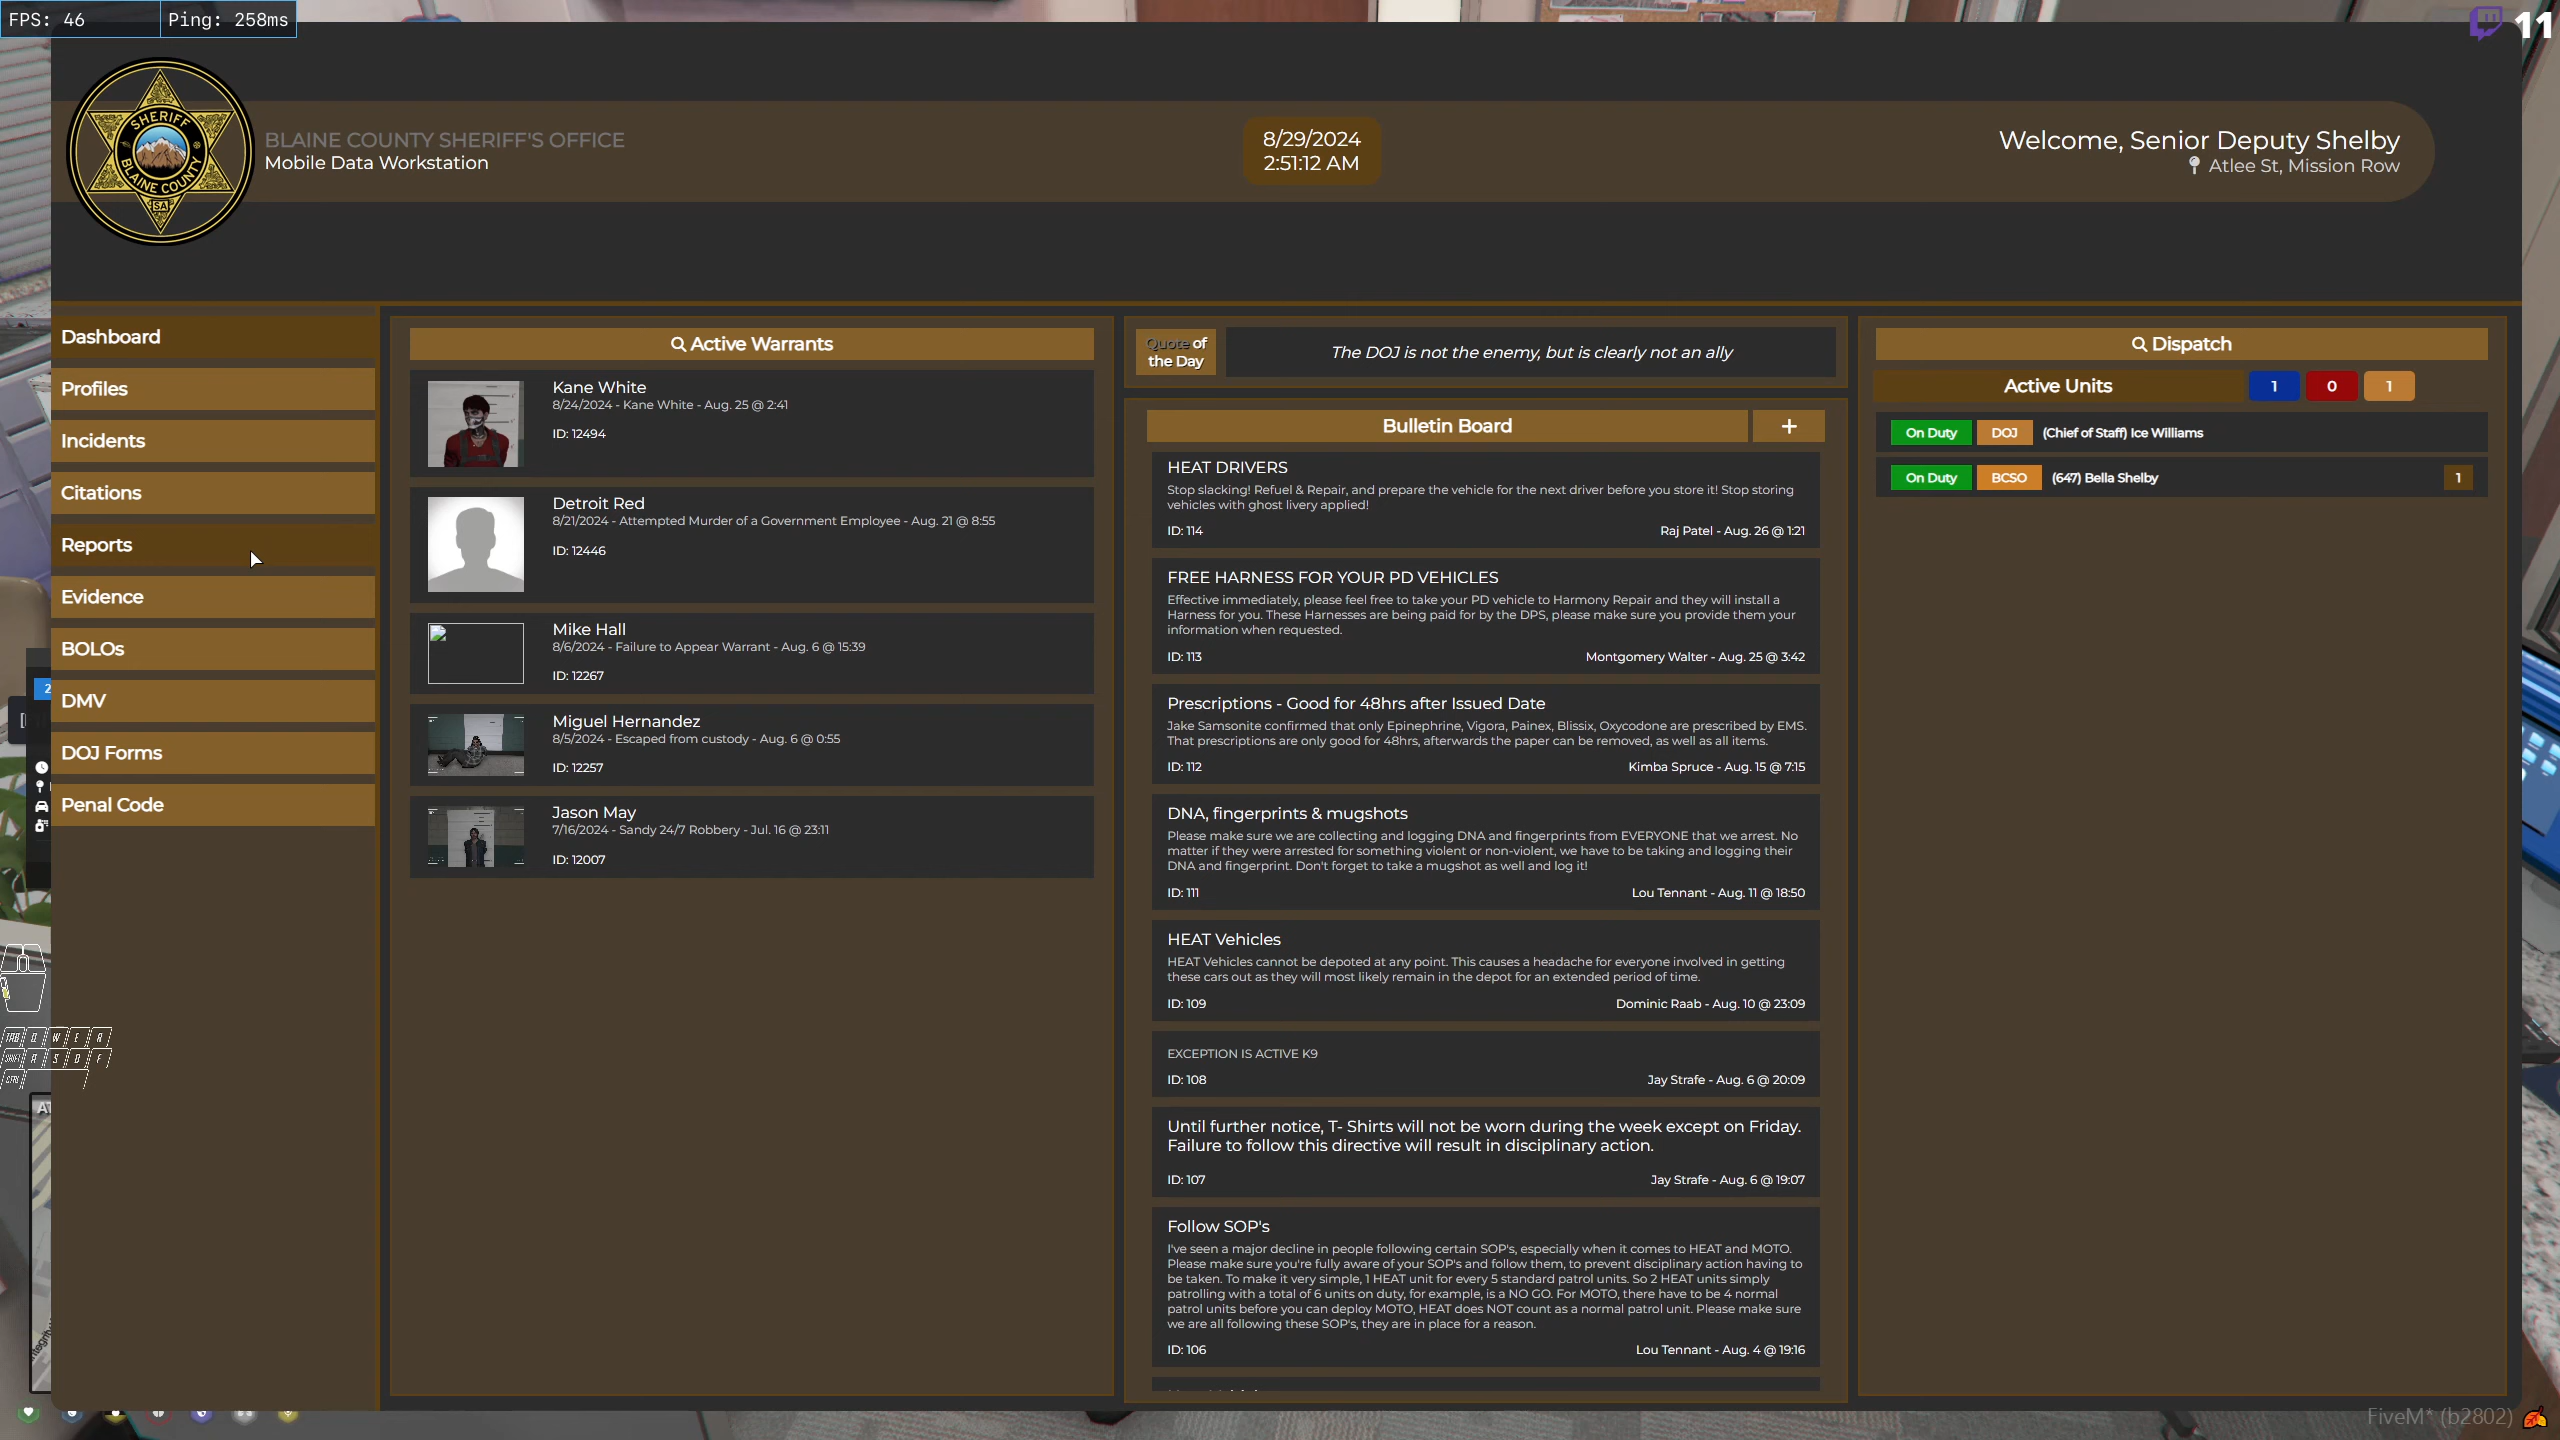 FPS: 46
Ping: 258ms
11
SHERIFF
BLAINE COUNTY
SA
BLAINE COUNTY SHERIFF'S OFFICE
Mobile Data Workstation
8/29/2024
2:51:12 AM
Welcome, Senior Deputy Shelby
Atlee St, Mission Row
Dashboard
Profiles
Incidents
Citations
Reports
Evidence
BOLOs
DMV
DOJ Forms
Penal Code
Active Warrants
Kane White
8/24/2024 - Kane White - Aug. 25 @ 2:41
ID: 12494
Detroit Red
8/21/2024 - Attempted Murder of a Government Employee - Aug. 21 @ 8:55
ID: 12446
Mike Hall
8/6/2024 - Failure to Appear Warrant - Aug. 6 @ 15:39
ID: 12267
Miguel Hernandez
8/5/2024 - Escaped from custody - Aug. 6 @ 0:55
ID: 12257
Jason May
7/16/2024 - Sandy 24/7 Robbery - Jul. 16 @ 23:11
ID: 12007
Quote of
the Day
The DOJ is not the enemy, but is clearly not an ally
Bulletin Board
+
HEAT DRIVERS
Stop slacking! Refuel & Repair, and prepare the vehicle for the next driver before you store it! Stop storing
vehicles with ghost livery applied!
ID: 114
Raj Patel - Aug. 26 @ 1:21
FREE HARNESS FOR YOUR PD VEHICLES
Effective immediately, please feel free to take your PD vehicle to Harmony Repair and they will install a
Harness for you. These Harnesses are being paid for by the DPS, please make sure you provide them your
information when requested.
ID: 113
Montgomery Walter - Aug. 25 @ 3:42
Prescriptions - Good for 48hrs after Issued Date
Jake Samsonite confirmed that only Epinephrine, Vigora, Painex, Blissix, Oxycodone are prescribed by EMS.
That prescriptions are only good for 48hrs, afterwards the paper can be removed, as well as all items.
ID: 112
Kimba Spruce - Aug. 15 @ 7:15
DNA, fingerprints & mugshots
Please make sure we are collecting and logging DNA and fingerprints from EVERYONE that we arrest. No
matter if they were arrested for something violent or non-violent, we have to be taking and logging their
DNA and fingerprint. Don't forget to take a mugshot as well and log it!
ID: 111
Lou Tennant - Aug. 11 @ 18:50
HEAT Vehicles
HEAT Vehicles cannot be depoted at any point. This causes a headache for everyone involved in getting
these cars out as they will most likely remain in the depot for an extended period of time.
ID: 109
Dominic Raab - Aug. 10 @ 23:09
EXCEPTION IS ACTIVE K9
ID: 108
Jay Strafe - Aug. 6 @ 20:09
Until further notice, T- Shirts will not be worn during the week except on Friday.
Failure to follow this directive will result in disciplinary action.
ID: 107
Jay Strafe - Aug. 6 @ 19:07
Follow SOP's
I've seen a major decline in people following certain SOP's, especially when it comes to HEAT and MOTO.
Please make sure you're fully aware of your SOP's and follow them, to prevent disciplinary action having to
be taken. To make it very simple, 1 HEAT unit for every 5 standard patrol units. So 2 HEAT units simply
patrolling with a total of 6 units on duty, for example, is a NO GO. For MOTO, there have to be 4 normal
patrol units before you can deploy MOTO, HEAT does NOT count as a normal patrol unit. Please make sure
we are all following these SOP's, they are in place for a reason.
ID: 106
Lou Tennant - Aug. 4 @ 19:16
Dispatch
Active Units
1
0
1
On Duty
DOJ
(Chief of Staff) Ice Williams
On Duty
BCSO
(647) Bella Shelby
1
2
TAB Q W E R
SHIFT A S D F
CTRL
FiveM* (b2802)